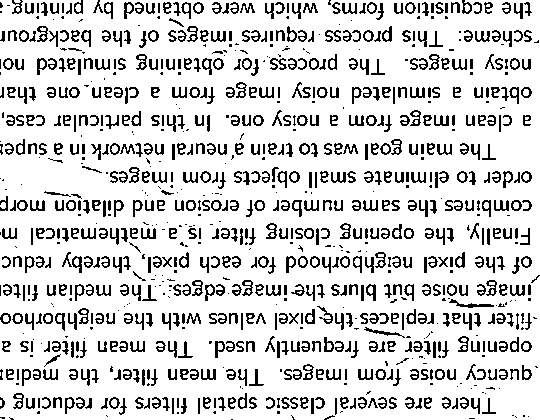 There are several classic spatial filters for reducing
quency noise from images. The mean filter, the median
opening filter are frequently used. The mean filter is a
filter that replaces the pixel values with the neighborhoo
image noise but blurs the image edges. The median filter
of the pixel neighborhood for each pixel, thereby reduc
Finally, the opening closing filter is a mathematical m
combines the same number of erosion and dilation morp
order to eliminate small objects from images.
The main goal was to train a neural network in a super
a clean image from a noisy one. In this particular case,
obtain a simulated noisy image from a clean one than
noisy images. The process for obtaining simulated noi
scheme: This process requires images of the backgroun
the acquisition forms, which were obtained by printing a